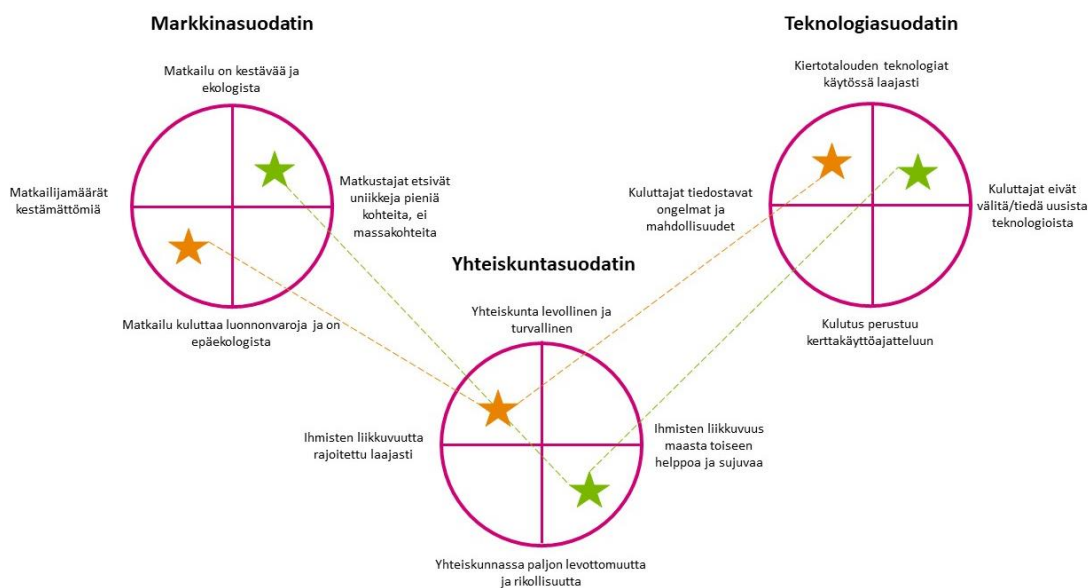 Markkinasuodatin
Matkailu on kestävää ja
ekologista
Matkailijamäärät
kestämättömiä
Matkustajat etsivät
uniikkeja pieniä
kohteita, ei
massakohteita
Matkailu kuluttaa luonnonvaroja ja on
epäekologista
Teknologiasuodatin
Kiertotalouden teknologiat
käytössä laajasti
Kuluttajat tiedostavat
ongelmat ja
mahdollisuudet
Kuluttajat eivät
välitä/tiedä uusista
teknologioista
Kulutus perustuu
kerttakäyttöajatteluun
Yhteiskuntasuodatin
Yhteiskunta levollinen ja
turvallinen
Ihmisten liikkuvuutta
rajoitettu laajasti
Ihmisten liikkuvuus
maasta toiseen
helppoa ja sujuvaa
Yhteiskunnassa paljon levottomuutta
ja rikollisuutta